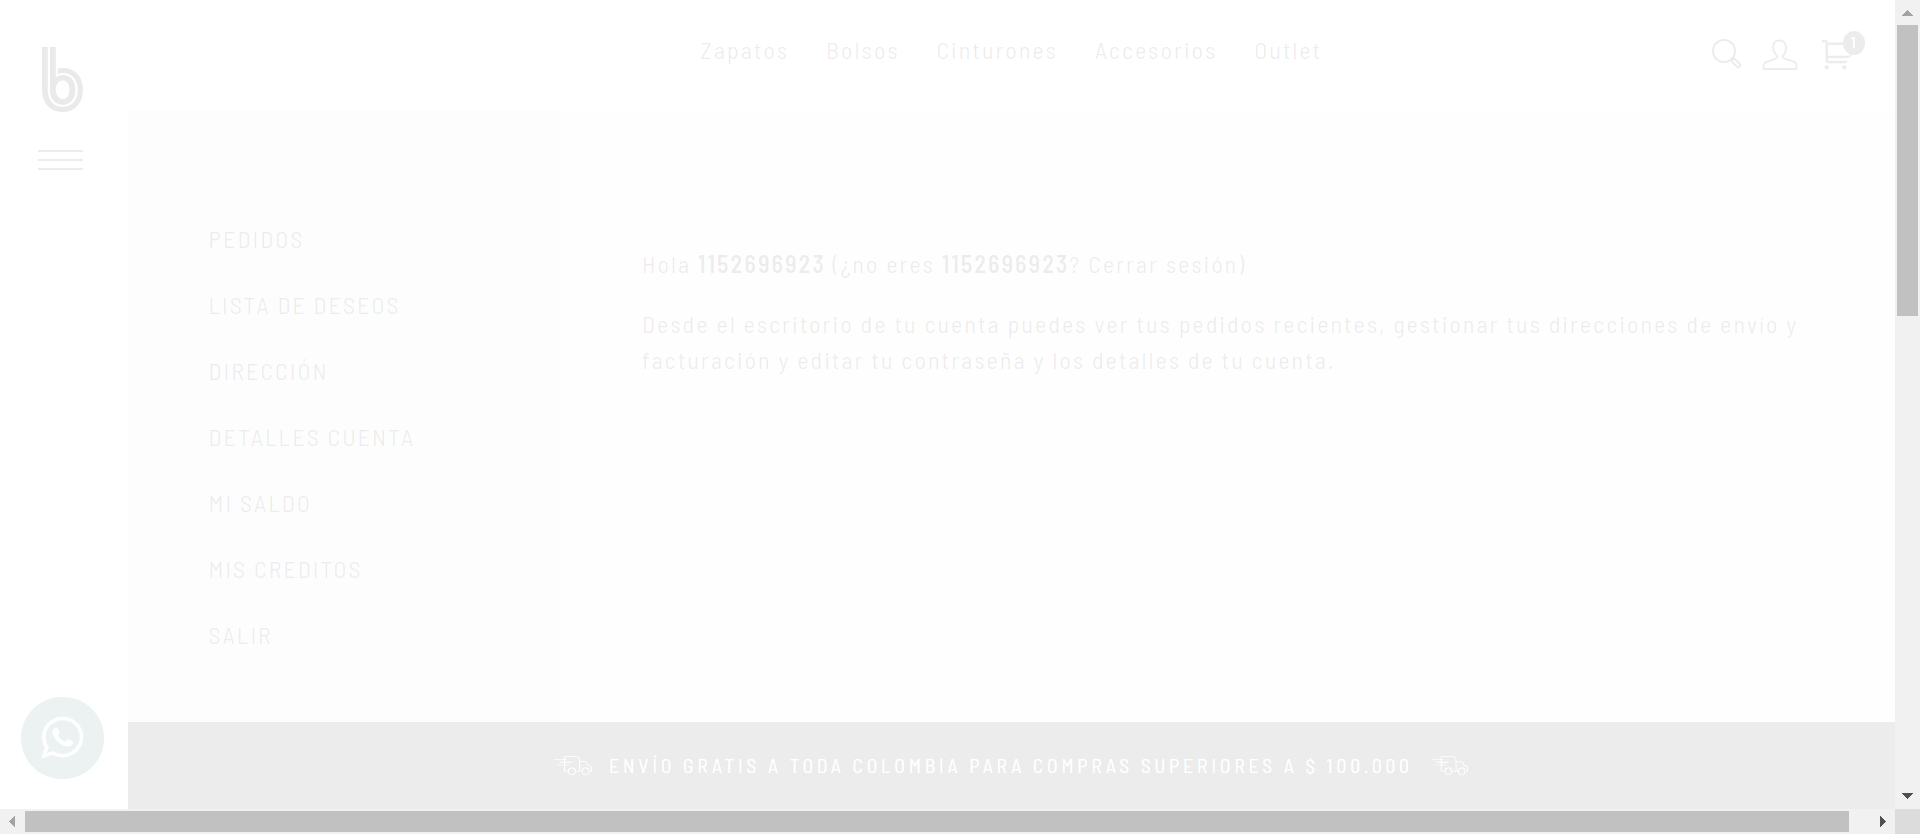 b
Zapatos Bolsos Cinturones Accesorios Outlet
1
PEDIDOS
LISTA DE DESEOS
DIRECCIÓN
DETALLES CUENTA
MI SALDO
MIS CREDITOS
SALIR
Hola 1152696923 (¿no eres 1152696923? Cerrar sesión)
Desde el escritorio de tu cuenta puedes ver tus pedidos recientes, gestionar tus direcciones de envío y
facturación y editar tu contraseña y los detalles de tu cuenta.
ENVÍO GRATIS A TODA COLOMBIA PARA COMPRAS SUPERIORES A $ 100.000